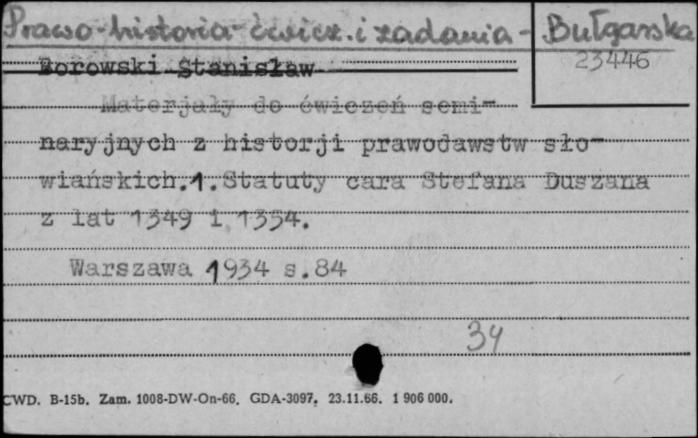 Prawo-historia-ćwicz. i zadania - Bułgarska
23446
Borowski Stanisław
Materjały do ćwiczeń semi-
naryjnych z historji prawodawstw sło-
wiańskich.1.Statuty cara Stefana Duszana
z lat 1349 i 1354.
Warszawa 1934 s.84
34
CWD. B-15b. Zam. 1008-DW-On-66. GDA-3097. 23.11.66. 1 906 000.